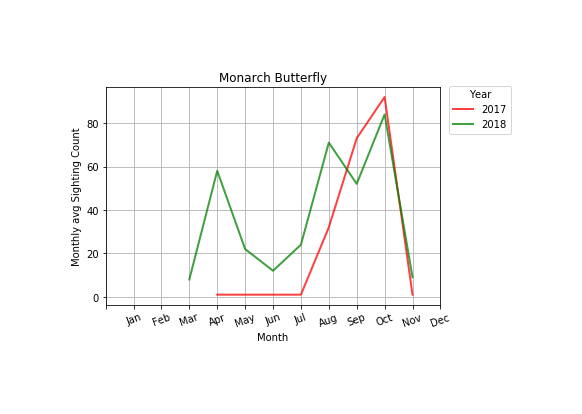 Monarch Butterfly
Year
2017
2018
Monthly avg Sighting Count
80
60
40
20
0
Jan Feb Mar Apr May Jun Jul Aug Sep Oct Nov Dec
Month